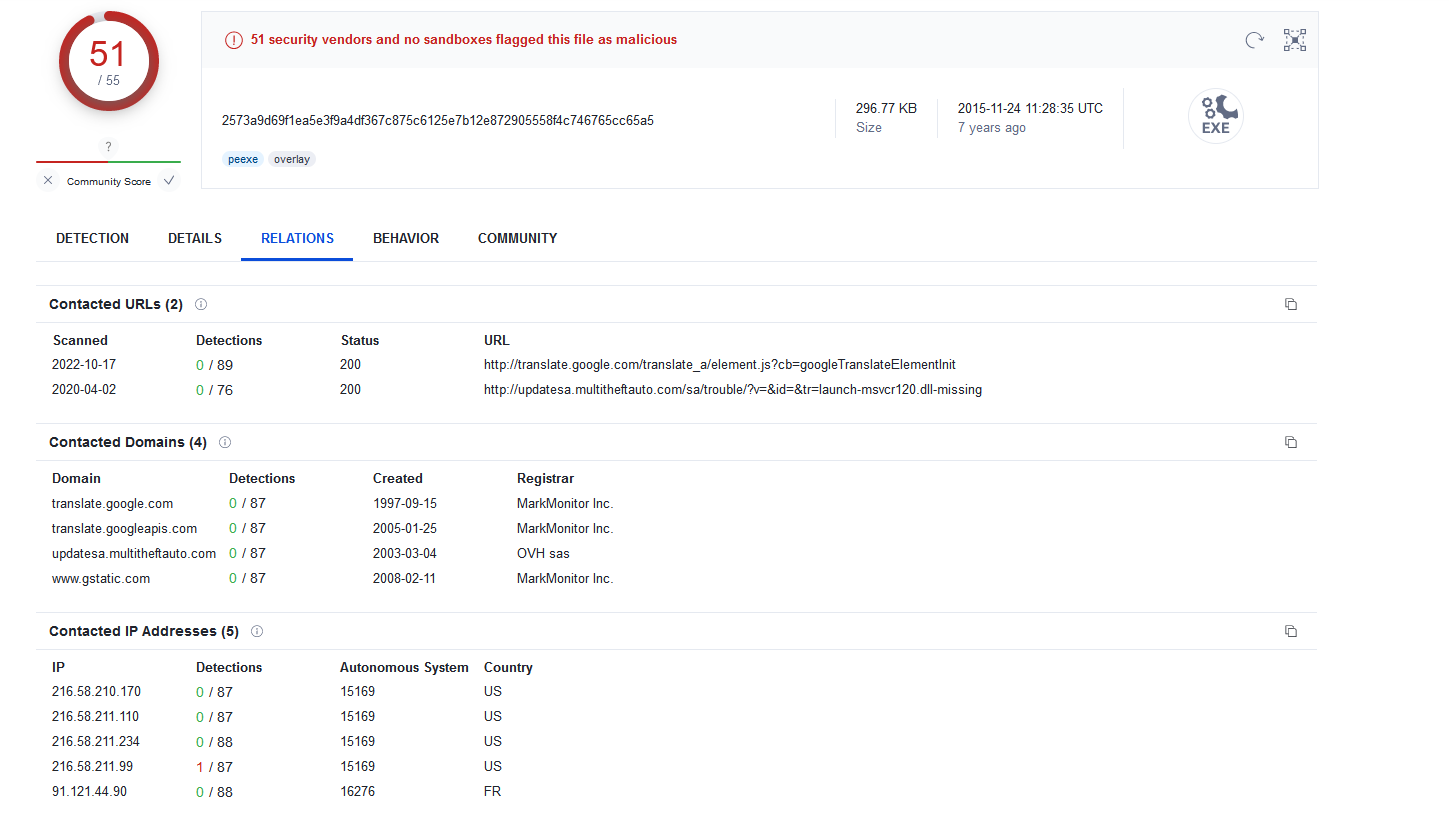 51
/ 55
?
Community Score
51 security vendors and no sandboxes flagged this file as malicious
2573a9d69f1ea5e3f9a4df367c875c6125e7b12e872905558f4c746765cc65a5
peexe overlay
296.77 KB
Size
2015-11-24 11:28:35 UTC
7 years ago
EXE
DETECTION DETAILS RELATIONS BEHAVIOR COMMUNITY
Contacted URLs (2)
Scanned Detections Status URL
2022-10-17 0 / 89 200 http://translate.google.com/translate_a/element.js?cb=googleTranslateElementInit
2020-04-02 0 / 76 200 http://updatesa.multitheftauto.com/sa/trouble/?v=&id=&tr=launch-msvcr120.dll-missing
Contacted Domains (4)
Domain Detections Created Registrar
translate.google.com 0 / 87 1997-09-15 MarkMonitor Inc.
translate.googleapis.com 0 / 87 2005-01-25 MarkMonitor Inc.
updatesa.multitheftauto.com 0 / 87 2003-03-04 OVH sas
www.gstatic.com 0 / 87 2008-02-11 MarkMonitor Inc.
Contacted IP Addresses (5)
IP Detections Autonomous System Country
216.58.210.170 0 / 87 15169 US
216.58.211.110 0 / 87 15169 US
216.58.211.234 0 / 88 15169 US
216.58.211.99 1 / 87 15169 US
91.121.44.90 0 / 88 16276 FR